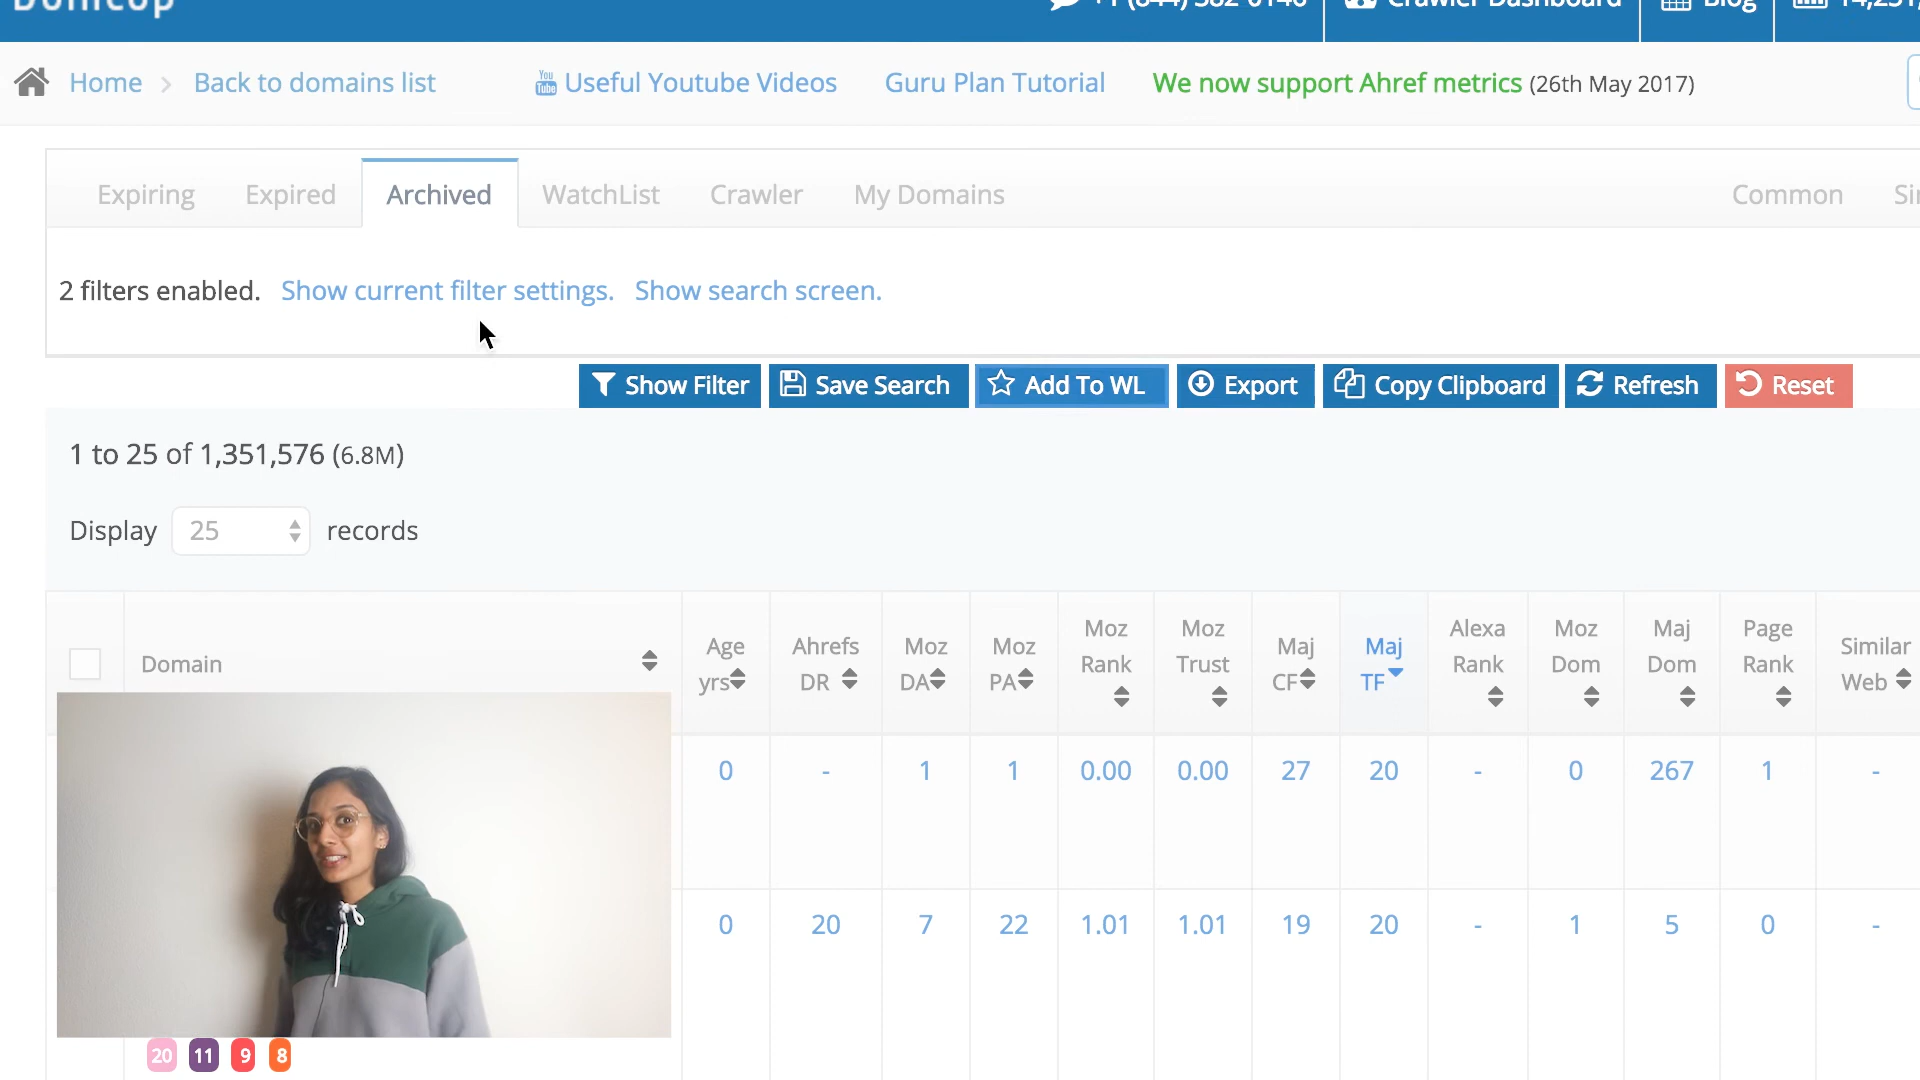 Home > Back to domains list You Tube Useful Youtube Videos Guru Plan Tutorial We now support Ahref metrics (26th May 2017)
Crawler Dashboard Blog
Expiring Expired Archived WatchList Crawler My Domains Common
2 filters enabled. Show current filter settings. Show search screen.
Show Filter Save Search Add To WL Export Copy Clipboard Refresh Reset
1 to 25 of 1,351,576 (6.8M)
Display 25 records
Domain
Age yrs
Ahrefs DR
Moz DA
Moz PA
Moz Rank
Moz Trust
Maj CF
Maj TF
Alexa Rank
Moz Dom
Maj Dom
Page Rank
Similar Web
0 - 1 1 0.00 0.00 27 20 - 0 267 1 -
0 20 7 22 1.01 1.01 19 20 - 1 5 0 -
20 11 9 8